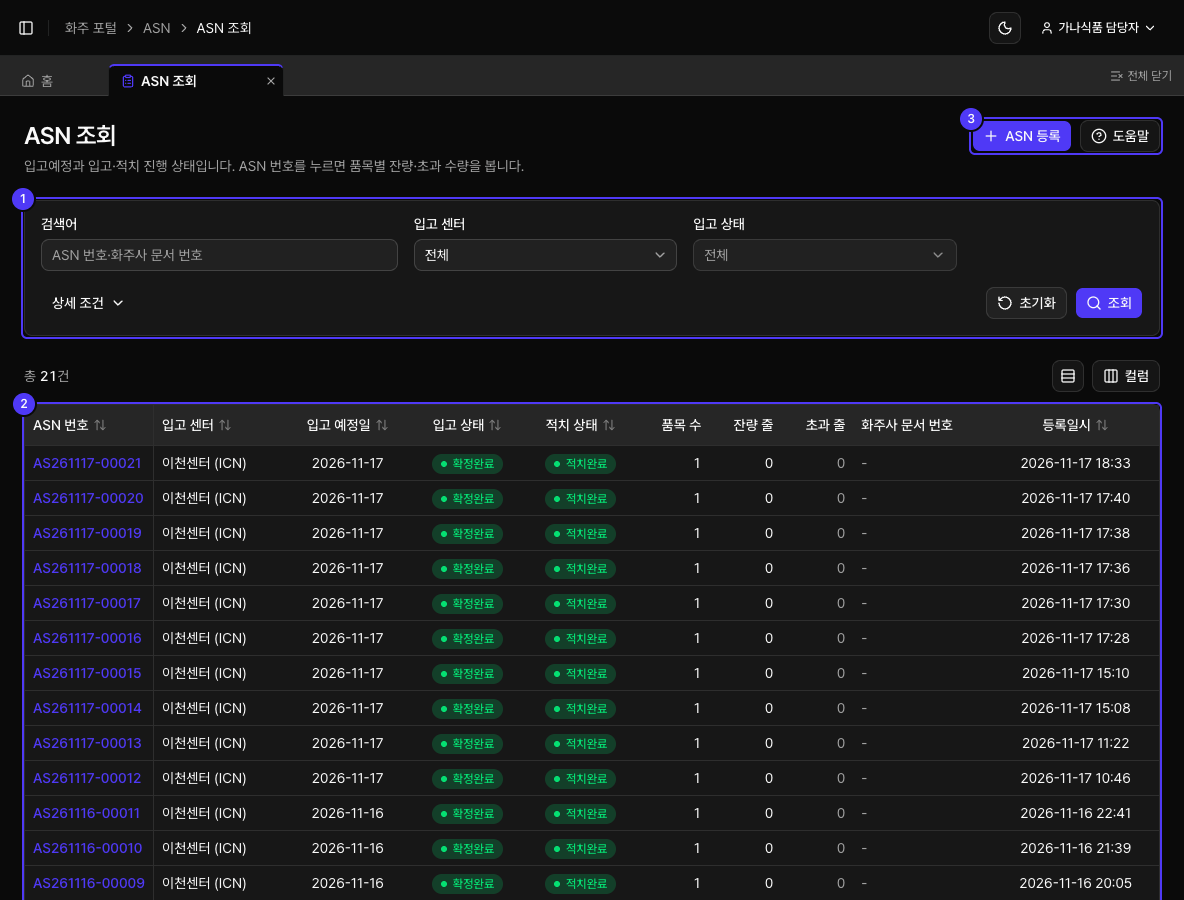 화주 포털 > ASN > ASN 조회
가나식품 담당자
홈
ASN 조회
전체 닫기
ASN 조회
3
+ ASN 등록
도움말
입고예정과 입고·적치 진행 상태입니다. ASN 번호를 누르면 품목별 잔량·초과 수량을 봅니다.
1
검색어 입고 센터 입고 상태
ASN 번호·화주사 문서 번호 전체 전체
상세 조건
초기화
조회
총 21건
컬럼
2
ASN 번호 입고 센터 입고 예정일 입고 상태 적치 상태 품목 수 잔량 줄 초과 줄 화주사 문서 번호 등록일시
AS261117-00021 이천센터 (ICN) 2026-11-17 확정완료 적치완료 1 0 0 - 2026-11-17 18:33
AS261117-00020 이천센터 (ICN) 2026-11-17 확정완료 적치완료 1 0 0 - 2026-11-17 17:40
AS261117-00019 이천센터 (ICN) 2026-11-17 확정완료 적치완료 1 0 0 - 2026-11-17 17:38
AS261117-00018 이천센터 (ICN) 2026-11-17 확정완료 적치완료 1 0 0 - 2026-11-17 17:36
AS261117-00017 이천센터 (ICN) 2026-11-17 확정완료 적치완료 1 0 0 - 2026-11-17 17:30
AS261117-00016 이천센터 (ICN) 2026-11-17 확정완료 적치완료 1 0 0 - 2026-11-17 17:28
AS261117-00015 이천센터 (ICN) 2026-11-17 확정완료 적치완료 1 0 0 - 2026-11-17 15:10
AS261117-00014 이천센터 (ICN) 2026-11-17 확정완료 적치완료 1 0 0 - 2026-11-17 15:08
AS261117-00013 이천센터 (ICN) 2026-11-17 확정완료 적치완료 1 0 0 - 2026-11-17 11:22
AS261117-00012 이천센터 (ICN) 2026-11-17 확정완료 적치완료 1 0 0 - 2026-11-17 10:46
AS261116-00011 이천센터 (ICN) 2026-11-16 확정완료 적치완료 1 0 0 - 2026-11-16 22:41
AS261116-00010 이천센터 (ICN) 2026-11-16 확정완료 적치완료 1 0 0 - 2026-11-16 21:39
AS261116-00009 이천센터 (ICN) 2026-11-16 확정완료 적치완료 1 0 0 - 2026-11-16 20:05